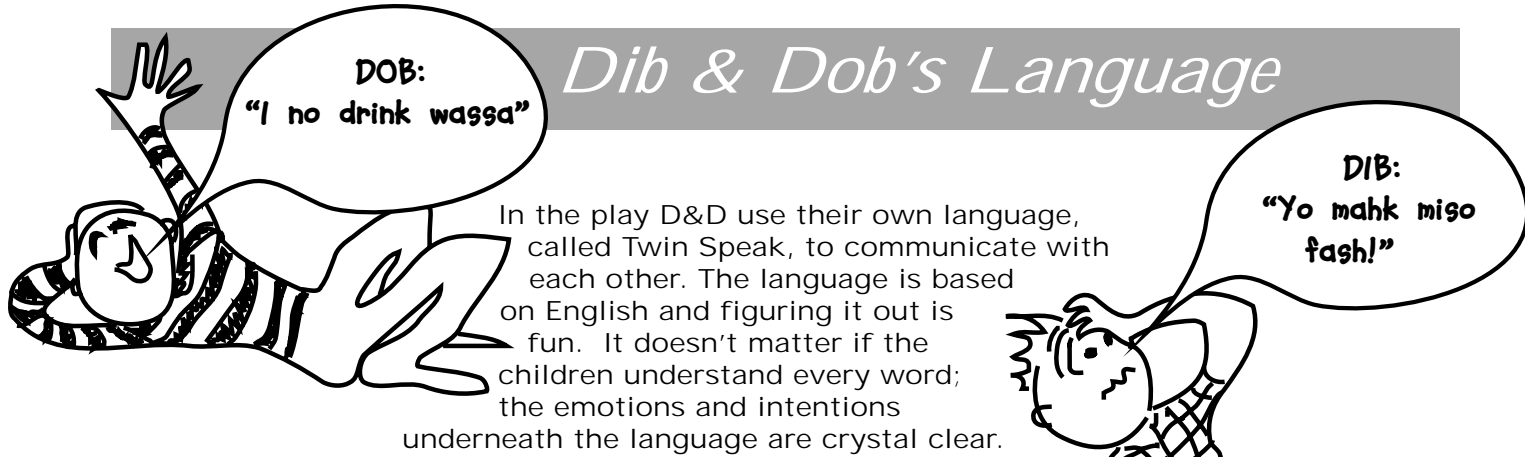 Dib & Dob's Language
DOB:
"I no drink wassa"
DIB:
"Yo mahk miso
fash!"
In the play D&D use their own language,
called Twin Speak, to communicate with
each other. The language is based
on English and figuring it out is
fun.  It doesn't matter if the
children understand every word;
the emotions and intentions
underneath the language are crystal clear.